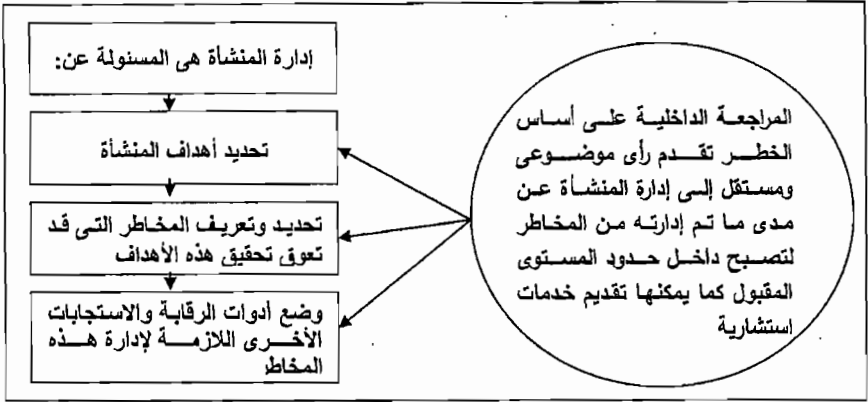 إدارة المنشأة هى المسئولة عن:
تحديد أهداف المنشأة
تحديد وتعريف المخاطر التى قد
تعوق تحقيق هذه الأهداف
وضع أدوات الرقابة والاستجابات
الأخرى اللازمة لإدارة هذه
المخاطر
المراجعة الداخلية على أساس
الخطر تقدم رأى موضوعى
ومستقل إلى إدارة المنشأة عن
مدى ما تم إدارته من المخاطر
لتصبح داخل حدود المستوى
المقبول كما يمكنها تقديم خدمات
استشارية